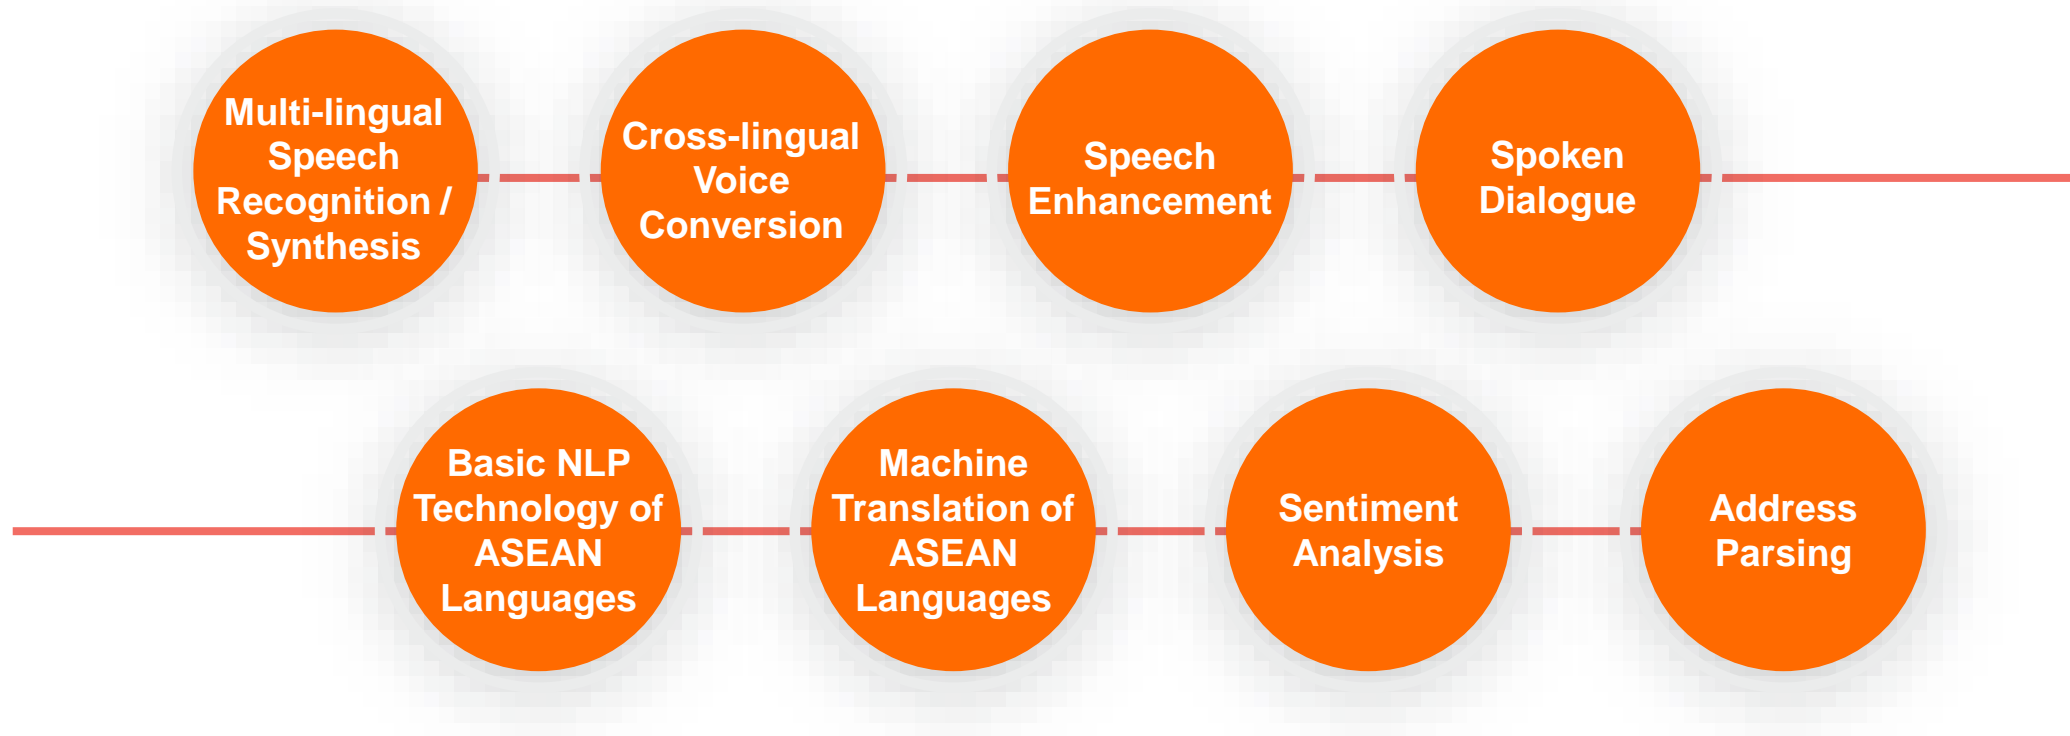 Multi-lingual
Speech
Recognition /
Synthesis
Cross-lingual
Voice
Conversion
Speech
Enhancement
Spoken
Dialogue
Basic NLP
Technology of
ASEAN
Languages
Machine
Translation of
ASEAN
Languages
Sentiment
Analysis
Address
Parsing